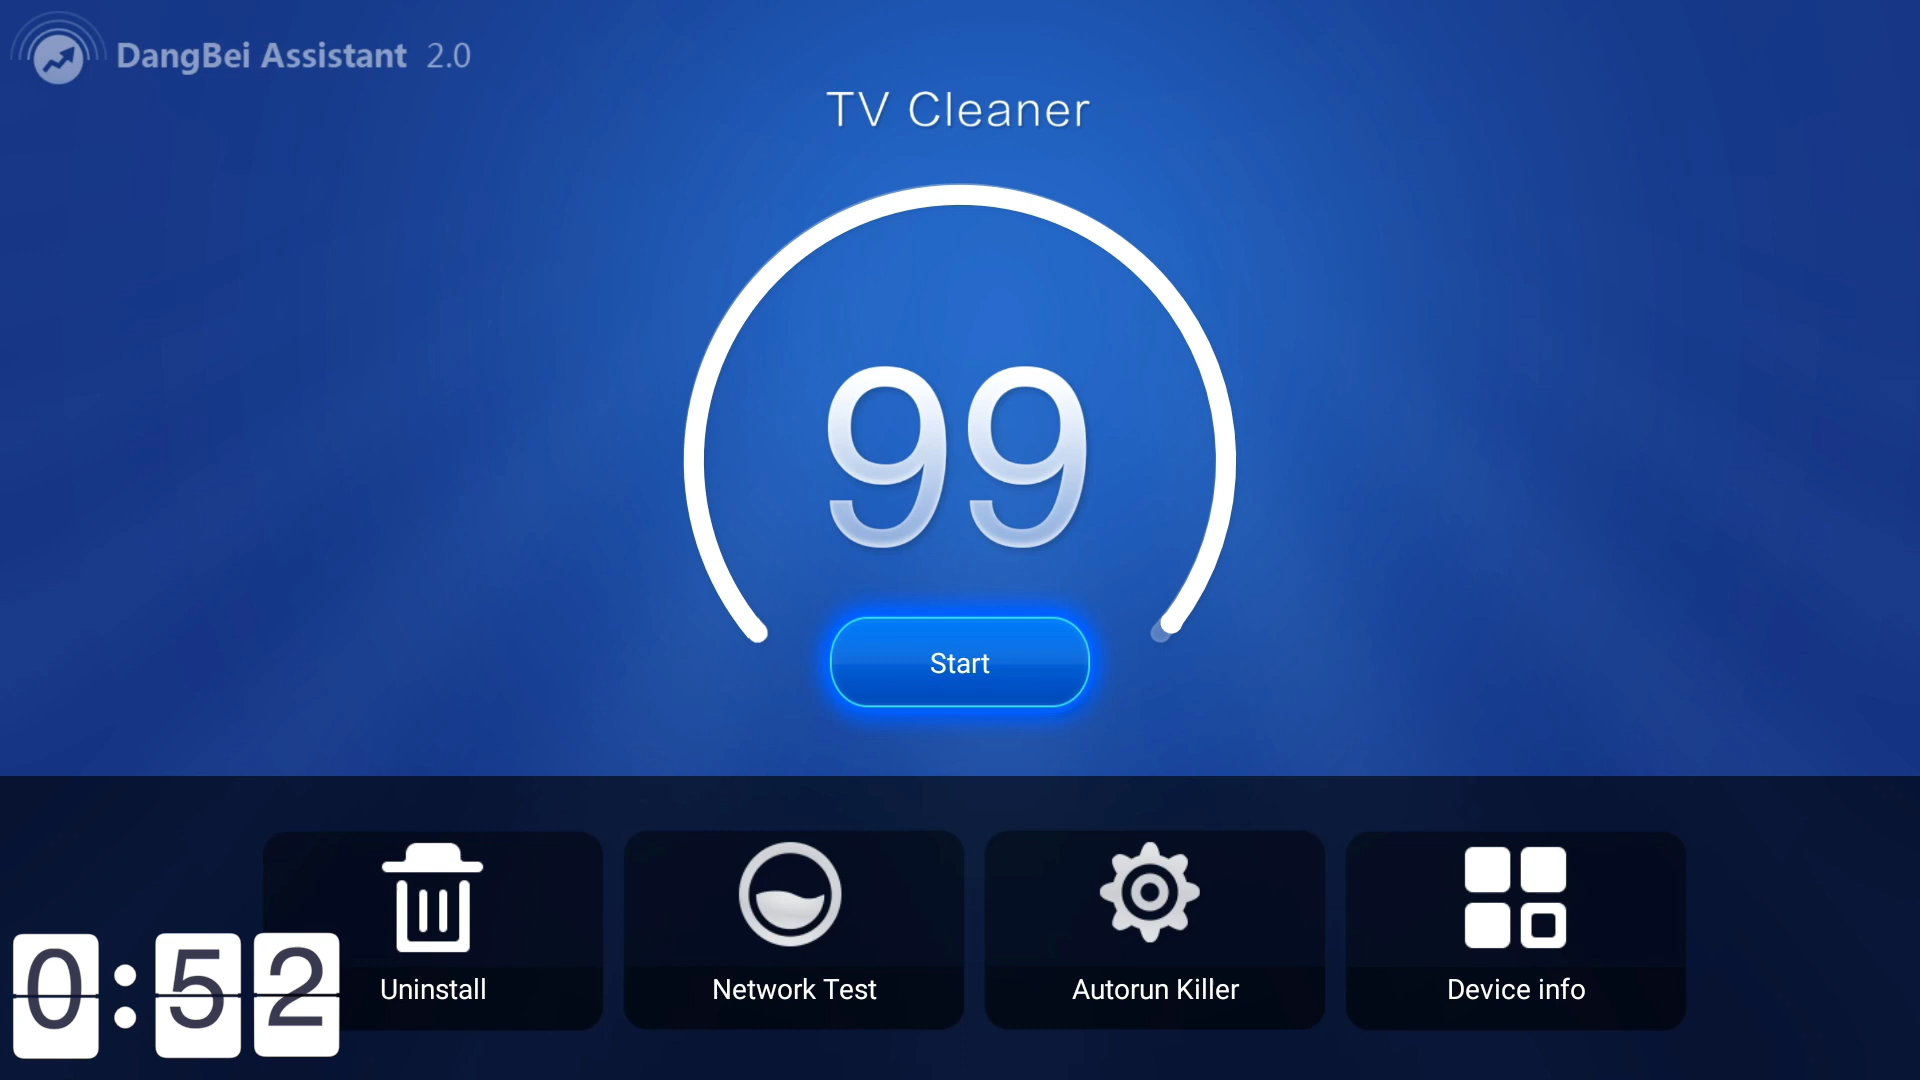 DangBei Assistant 2.0
TV Cleaner
99
Start
Uninstall
Network Test
Autorun Killer
Device info
0:52